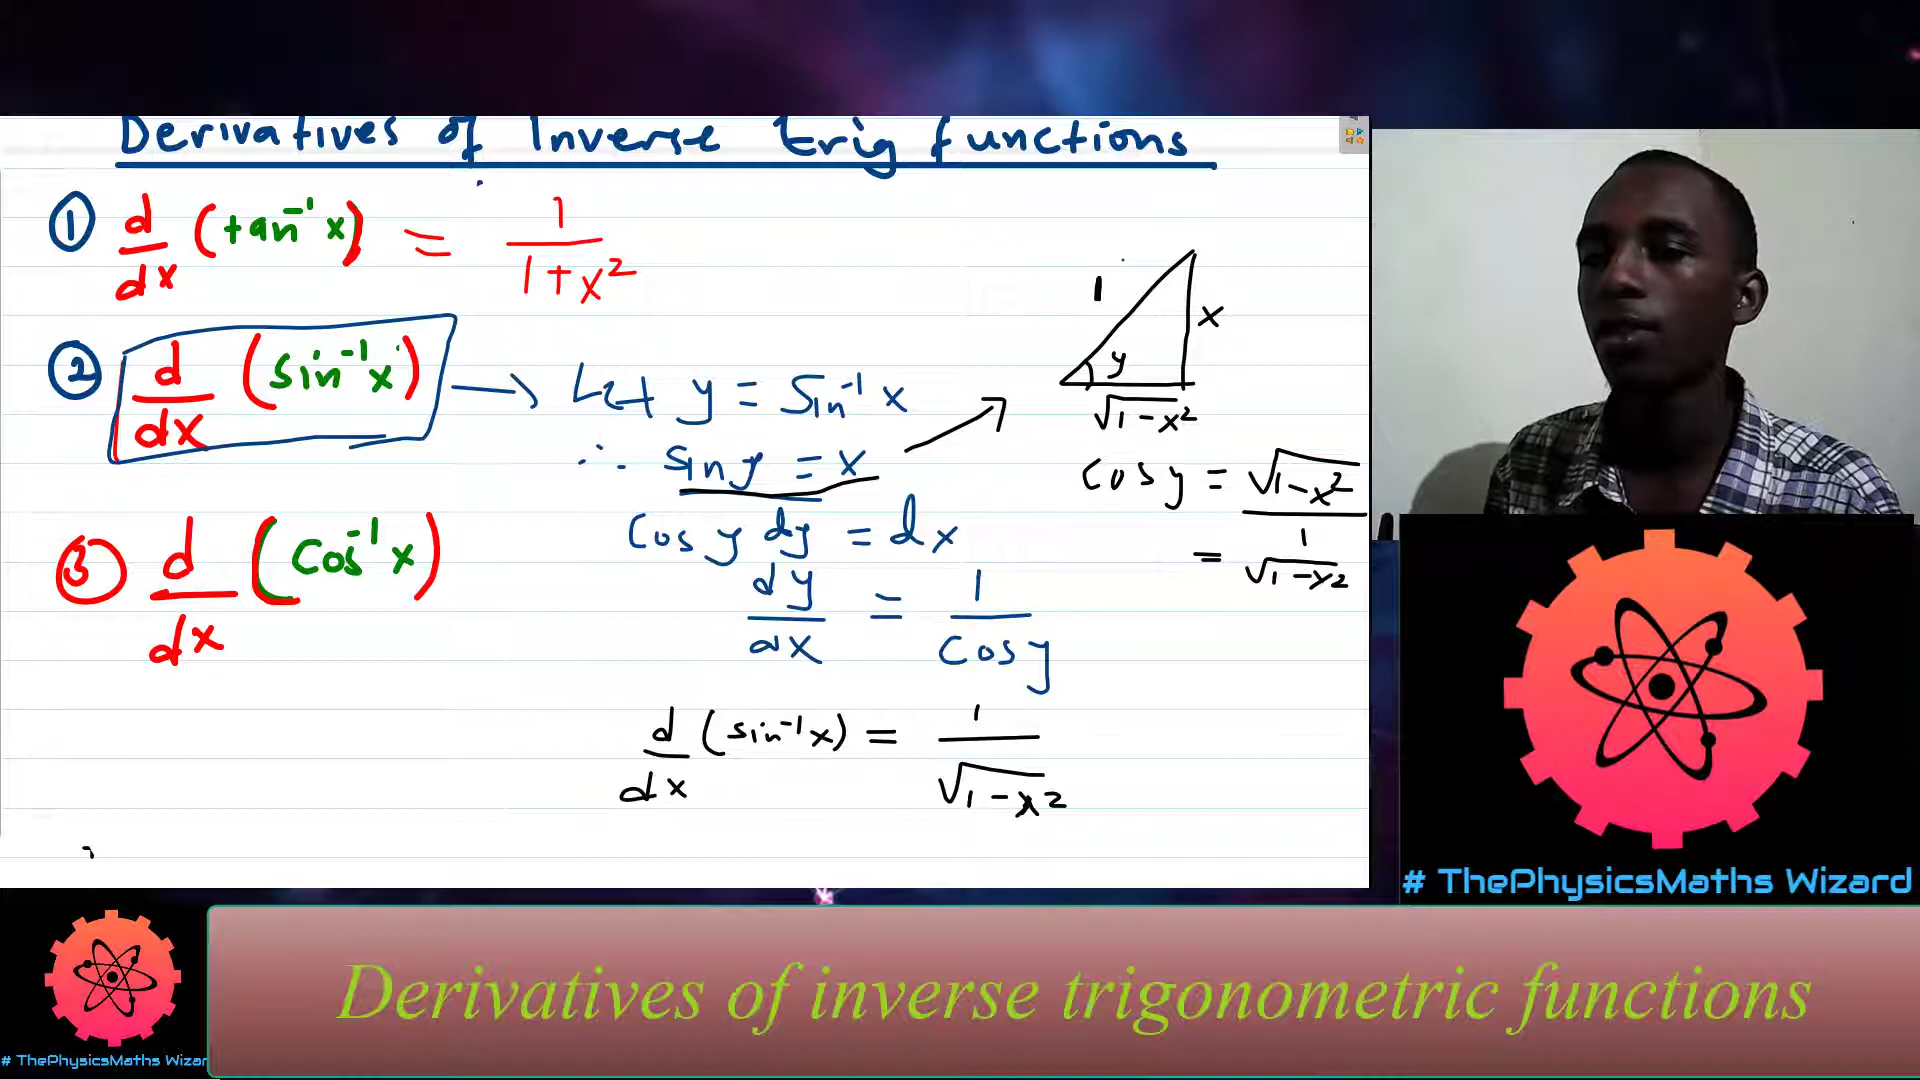 Derivatives of Inverse trig functions
① d/dx (tan⁻¹x) = 1/(1+x²)
② d/dx (sin⁻¹x) → Let y = Sin⁻¹x
∴ sin y = x
cos y dy = dx
dy/dx = 1/cos y
d/dx (sin⁻¹x) = 1/√(1-x²)
1
x
y
√(1-x²)
cos y = √(1-x²)/1
= √(1-x²)
③ d/dx (cos⁻¹x)
# ThePhysicsMaths Wizard
# ThePhysicsMaths Wizar
Derivatives of inverse trigonometric functions